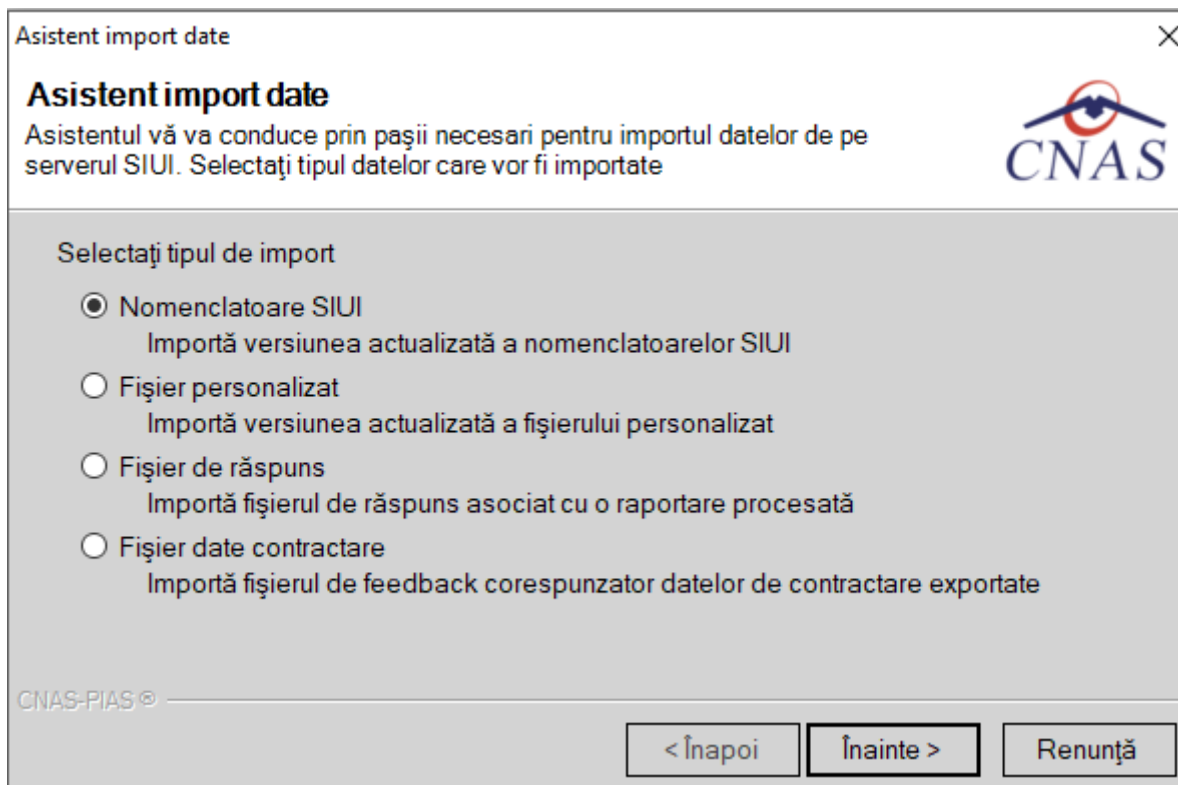 Asistent import date
Asistent import date
Asistentul vă va conduce prin paşii necesari pentru importul datelor de pe
serverul SIUI. Selectaţi tipul datelor care vor fi importate
CNAS
Selectaţi tipul de import
Nomenclatoare SIUI
Importă versiunea actualizată a nomenclatoarelor SIUI
Fişier personalizat
Importă versiunea actualizată a fişierului personalizat
Fişier de răspuns
Importă fişierul de răspuns asociat cu o raportare procesată
Fişier date contractare
Importă fişierul de feedback corespunzator datelor de contractare exportate
CNAS-PIAS ®
< Înapoi
Înainte >
Renunţă